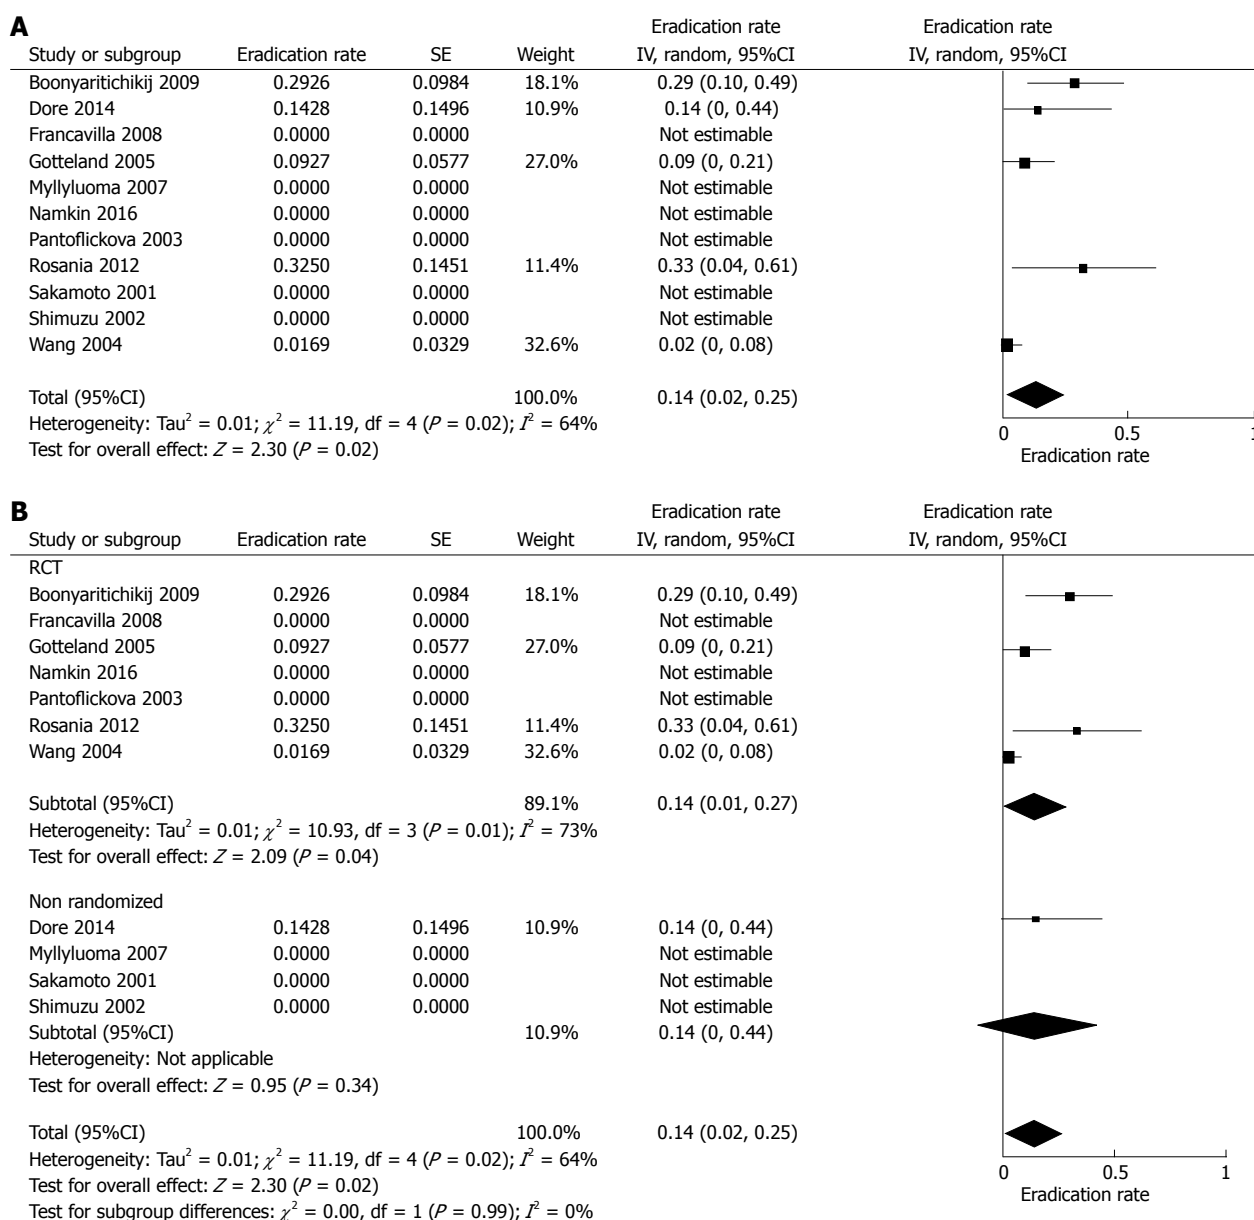 A
Eradication rate Eradication rate
Study or subgroup Eradication rate SE Weight IV, random, 95%CI IV, random, 95%CI
Boonyaritichikij 2009 0.2926 0.0984 18.1% 0.29 (0.10, 0.49)
Dore 2014 0.1428 0.1496 10.9% 0.14 (0, 0.44)
Francavilla 2008 0.0000 0.0000 Not estimable
Gotteland 2005 0.0927 0.0577 27.0% 0.09 (0, 0.21)
Myllyluoma 2007 0.0000 0.0000 Not estimable
Namkin 2016 0.0000 0.0000 Not estimable
Pantoflickova 2003 0.0000 0.0000 Not estimable
Rosania 2012 0.3250 0.1451 11.4% 0.33 (0.04, 0.61)
Sakamoto 2001 0.0000 0.0000 Not estimable
Shimuzu 2002 0.0000 0.0000 Not estimable
Wang 2004 0.0169 0.0329 32.6% 0.02 (0, 0.08)
Total (95%CI) 100.0% 0.14 (0.02, 0.25)
Heterogeneity: Tau² = 0.01; χ² = 11.19, df = 4 (P = 0.02); I² = 64%
Test for overall effect: Z = 2.30 (P = 0.02)
0 0.5 1
Eradication rate
B
Eradication rate Eradication rate
Study or subgroup Eradication rate SE Weight IV, random, 95%CI IV, random, 95%CI
RCT
Boonyaritichikij 2009 0.2926 0.0984 18.1% 0.29 (0.10, 0.49)
Francavilla 2008 0.0000 0.0000 Not estimable
Gotteland 2005 0.0927 0.0577 27.0% 0.09 (0, 0.21)
Namkin 2016 0.0000 0.0000 Not estimable
Pantoflickova 2003 0.0000 0.0000 Not estimable
Rosania 2012 0.3250 0.1451 11.4% 0.33 (0.04, 0.61)
Wang 2004 0.0169 0.0329 32.6% 0.02 (0, 0.08)
Subtotal (95%CI) 89.1% 0.14 (0.01, 0.27)
Heterogeneity: Tau² = 0.01; χ² = 10.93, df = 3 (P = 0.01); I² = 73%
Test for overall effect: Z = 2.09 (P = 0.04)
Non randomized
Dore 2014 0.1428 0.1496 10.9% 0.14 (0, 0.44)
Myllyluoma 2007 0.0000 0.0000 Not estimable
Sakamoto 2001 0.0000 0.0000 Not estimable
Shimuzu 2002 0.0000 0.0000 Not estimable
Subtotal (95%CI) 10.9% 0.14 (0, 0.44)
Heterogeneity: Not applicable
Test for overall effect: Z = 0.95 (P = 0.34)
Total (95%CI) 100.0% 0.14 (0.02, 0.25)
Heterogeneity: Tau² = 0.01; χ² = 11.19, df = 4 (P = 0.02); I² = 64%
Test for overall effect: Z = 2.30 (P = 0.02)
Test for subgroup differences: χ² = 0.00, df = 1 (P = 0.99); I² = 0%
0 0.5 1
Eradication rate